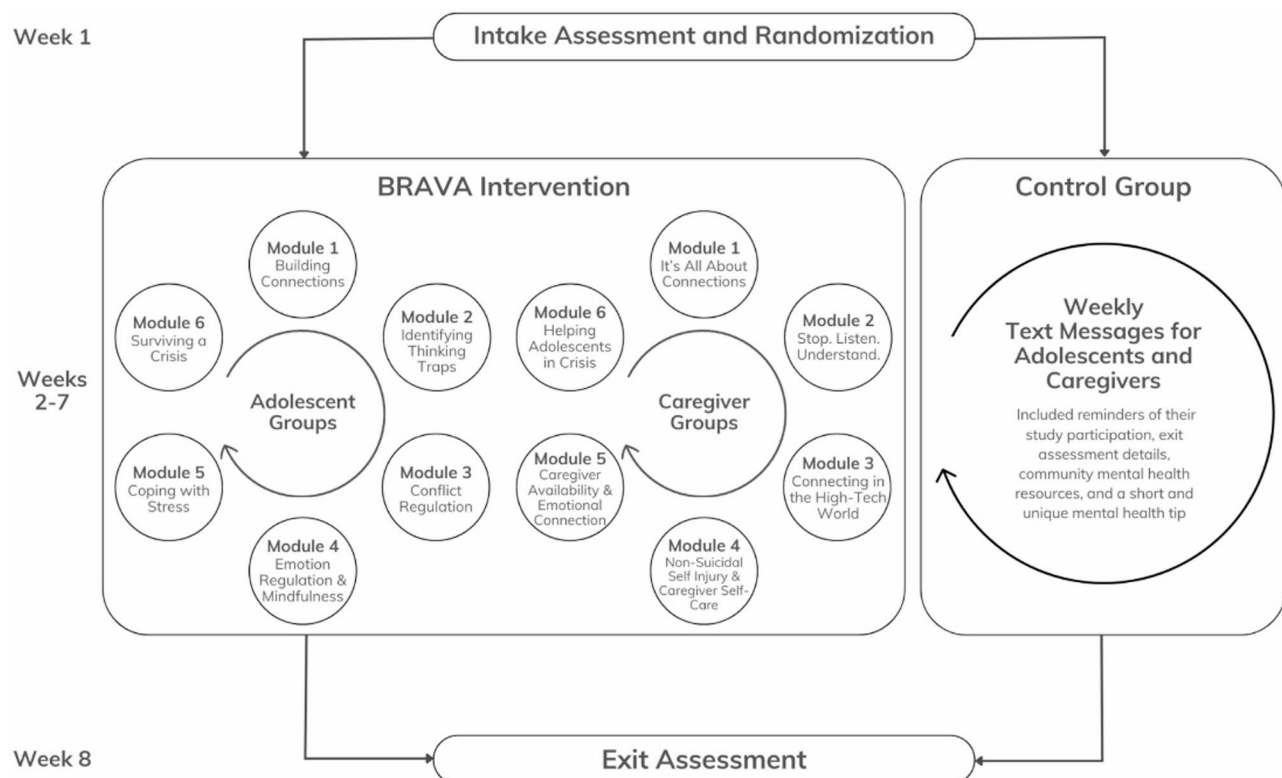 Week 1
Intake Assessment and Randomization
BRAVA Intervention
Module 1
Building
Connections
Module 2
Identifying
Thinking
Traps
Module 3
Conflict
Regulation
Module 4
Emotion
Regulation &
Mindfulness
Module 5
Coping with
Stress
Module 6
Surviving a
Crisis
Adolescent
Groups
Module 1
It's All About
Connections
Module 2
Stop. Listen.
Understand.
Module 3
Connecting in
the High-Tech
World
Module 4
Non-Suicidal
Self Injury &
Caregiver Self-
Care
Module 5
Caregiver
Availability &
Emotional
Connection
Module 6
Helping
Adolescents
in Crisis
Caregiver
Groups
Control Group
Weekly
Text Messages for
Adolescents and
Caregivers
Included reminders of their
study participation, exit
assessment details,
community mental health
resources, and a short and
unique mental health tip
Weeks
2-7
Week 8
Exit Assessment